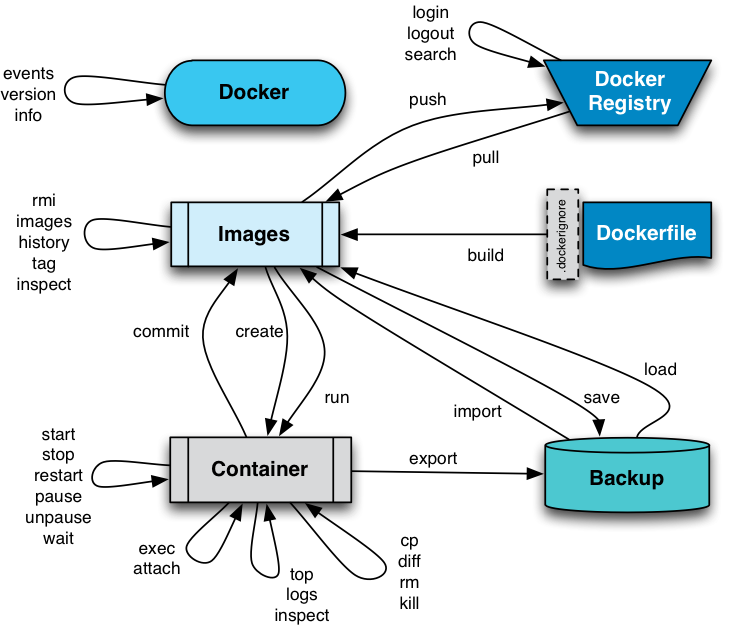 login
logout
search
events
version
info
Docker
Docker
Registry
push
pull
rmi
images
history
tag
inspect
Images
build
.dockerignore
Dockerfile
commit
create
run
import
save
load
start
stop
restart
pause
unpause
wait
Container
export
Backup
exec
attach
top
logs
inspect
cp
diff
rm
kill